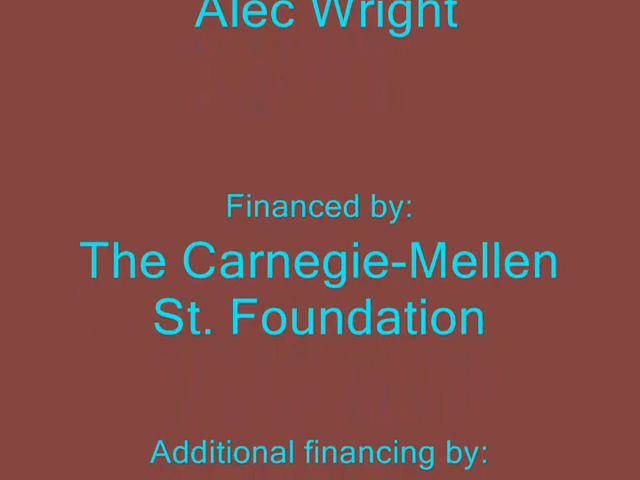 Alec Wright
Financed by:
The Carnegie-Mellen
St. Foundation
Additional financing by: